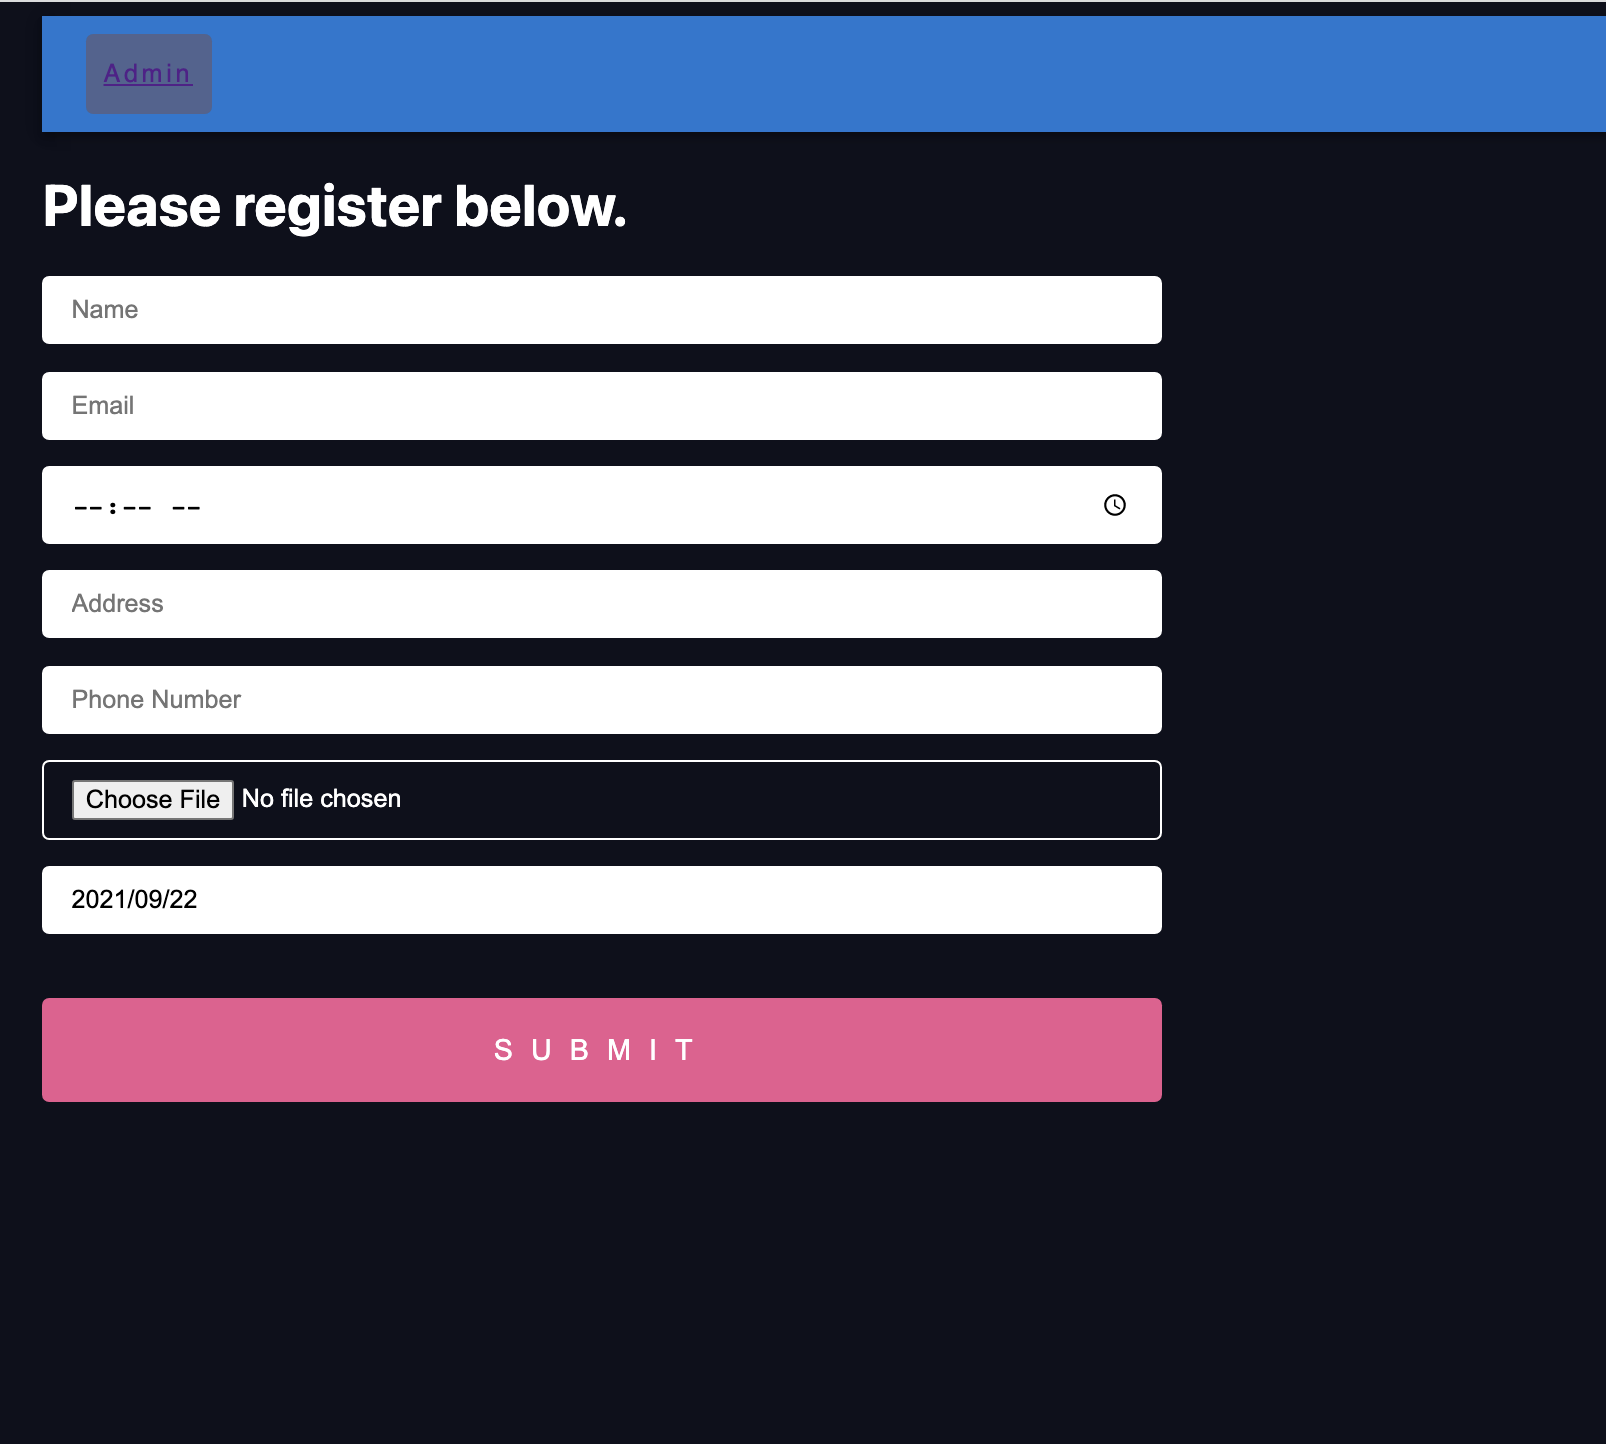 Admin
Please register below.
Name
Email
--:-- --
Address
Phone Number
Choose File No file chosen
2021/09/22
SUBMIT